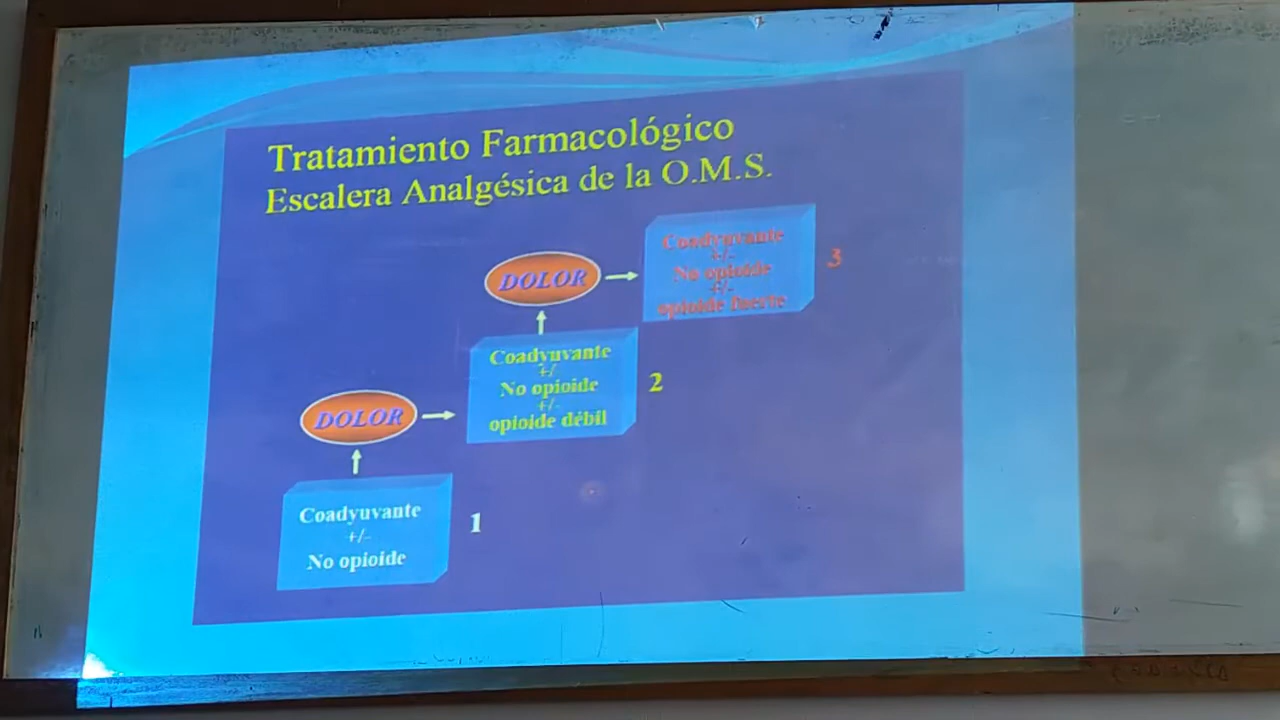 Tratamiento Farmacológico
Escalera Analgésica de la O.M.S.
Coadyuvante
+/-
No opioide
+/-
opioide fuerte
3
DOLOR
Coadyuvante
+/
No opioide
+/-
opioide débil
2
DOLOR
Coadyuvante
+/-
No opioide
1